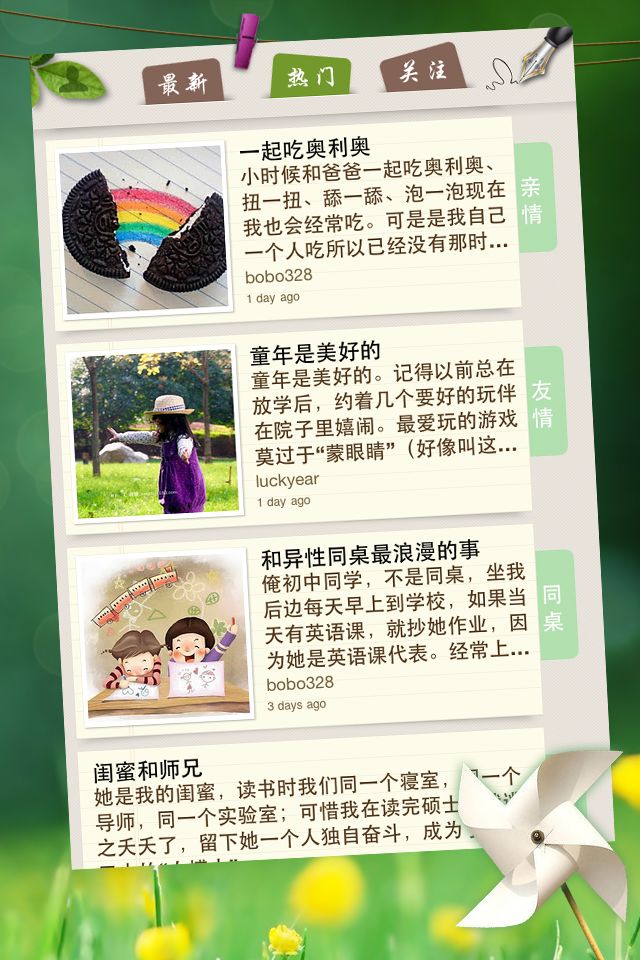 最新
热门
关注
一起吃奥利奥
小时候和爸爸一起吃奥利奥、
扭一扭、舔一舔、泡一泡现在
我也会经常吃。可是是我自己
一个人吃所以已经没有那时...
bobo328
1 day ago
亲情
童年是美好的
童年是美好的。记得以前总在
放学后，约着几个要好的玩伴
在院子里嬉闹。最爱玩的游戏
莫过于“蒙眼睛”（好像叫这...
luckyear
1 day ago
友情
和异性同桌最浪漫的事
俺初中同学，不是同桌，坐我
后边每天早上到学校，如果当
天有英语课，就抄她作业，因
为她是英语课代表。经常上...
bobo328
3 days ago
同桌
闺蜜和师兄
她是我的闺蜜，读书时我们同一个寝室，同一个
导师，同一个实验室；可惜我在读完硕士
之夭夭了，留下她一个人独自奋斗，成为